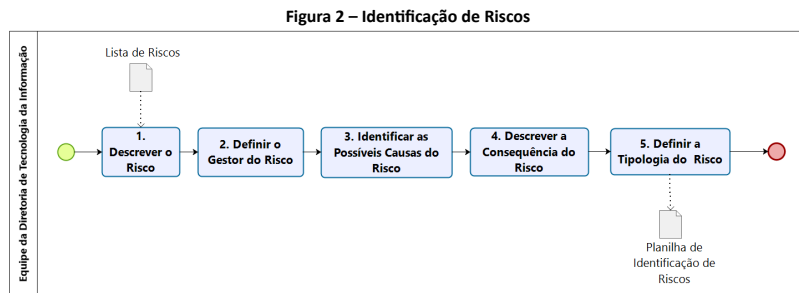 Figura 2 – Identificação de Riscos
Equipe da Diretoria de Tecnologia da Informação
Lista de Riscos
1.
Descrever o
Risco
2. Definir o
Gestor do Risco
3. Identificar as
Possíveis Causas do
Risco
4. Descrever a
Consequência do
Risco
5. Definir a
Tipologia do Risco
Planilha de
Identificação de
Riscos